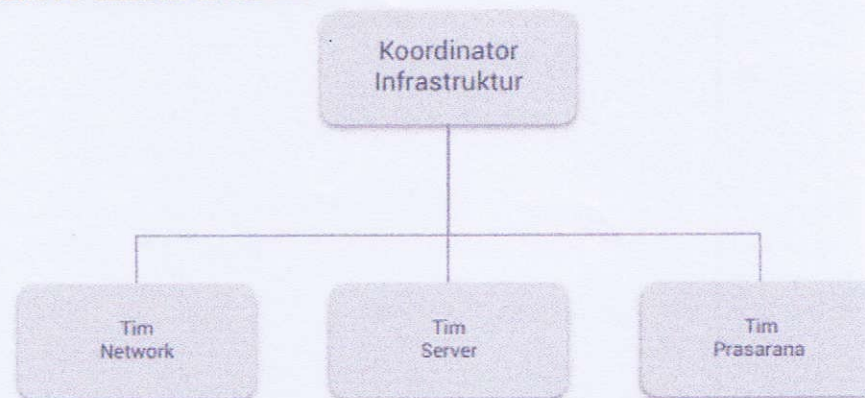 Koordinator
Infrastruktur
Tim
Network
Tim
Server
Tim
Prasarana